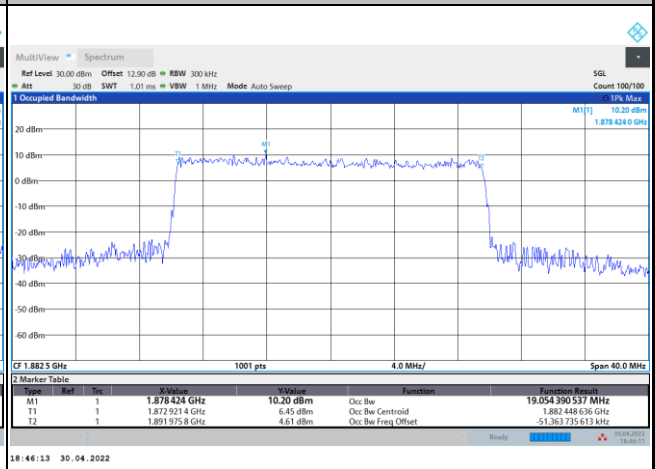 MultiView Spectrum
Ref Level 30.00 dBm Offset 12.90 dB RBW 300 kHz SGL
Att 30 dB SWT 1.01 ms VBW 1 MHz Mode Auto Sweep Count 100/100
1 Occupied Bandwidth 1Pk Max
M1[1] 10.20 dBm
1.878 424 0 GHz
20 dBm
M1
10 dBm
T1
T2
0 dBm
-10 dBm
-20 dBm
-30 dBm
-40 dBm
-50 dBm
-60 dBm
CF 1.882 5 GHz 1001 pts 4.0 MHz/ Span 40.0 MHz
2 Marker Table
Type Ref Trc X-Value Y-Value Function Function Result
M1 1 1.878 424 GHz 10.20 dBm Occ Bw 19.054 390 537 MHz
T1 1 1.872 921 4 GHz 6.45 dBm Occ Bw Centroid 1.882 448 636 GHz
T2 1 1.891 975 8 GHz 4.61 dBm Occ Bw Freq Offset -51.363 735 613 kHz
Ready 30.04.2022
18:46:11
18:46:13 30.04.2022